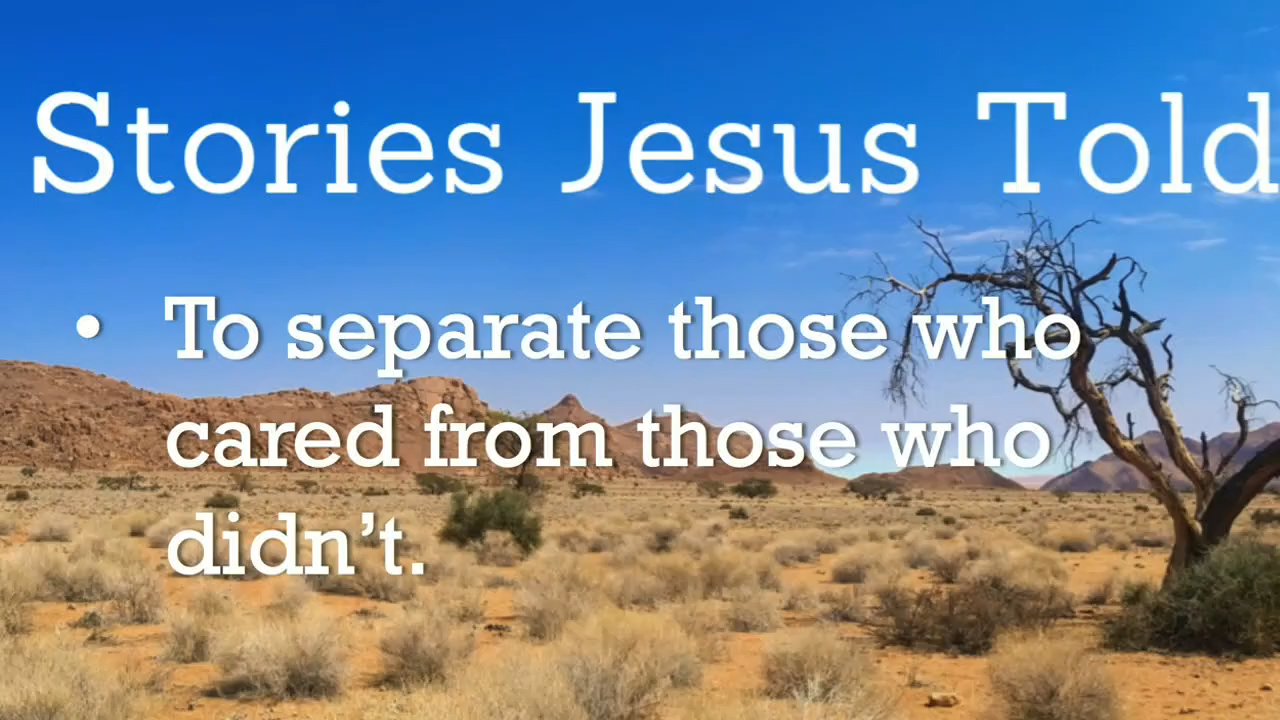 Stories Jesus Told
• To separate those who
cared from those who
didn’t.